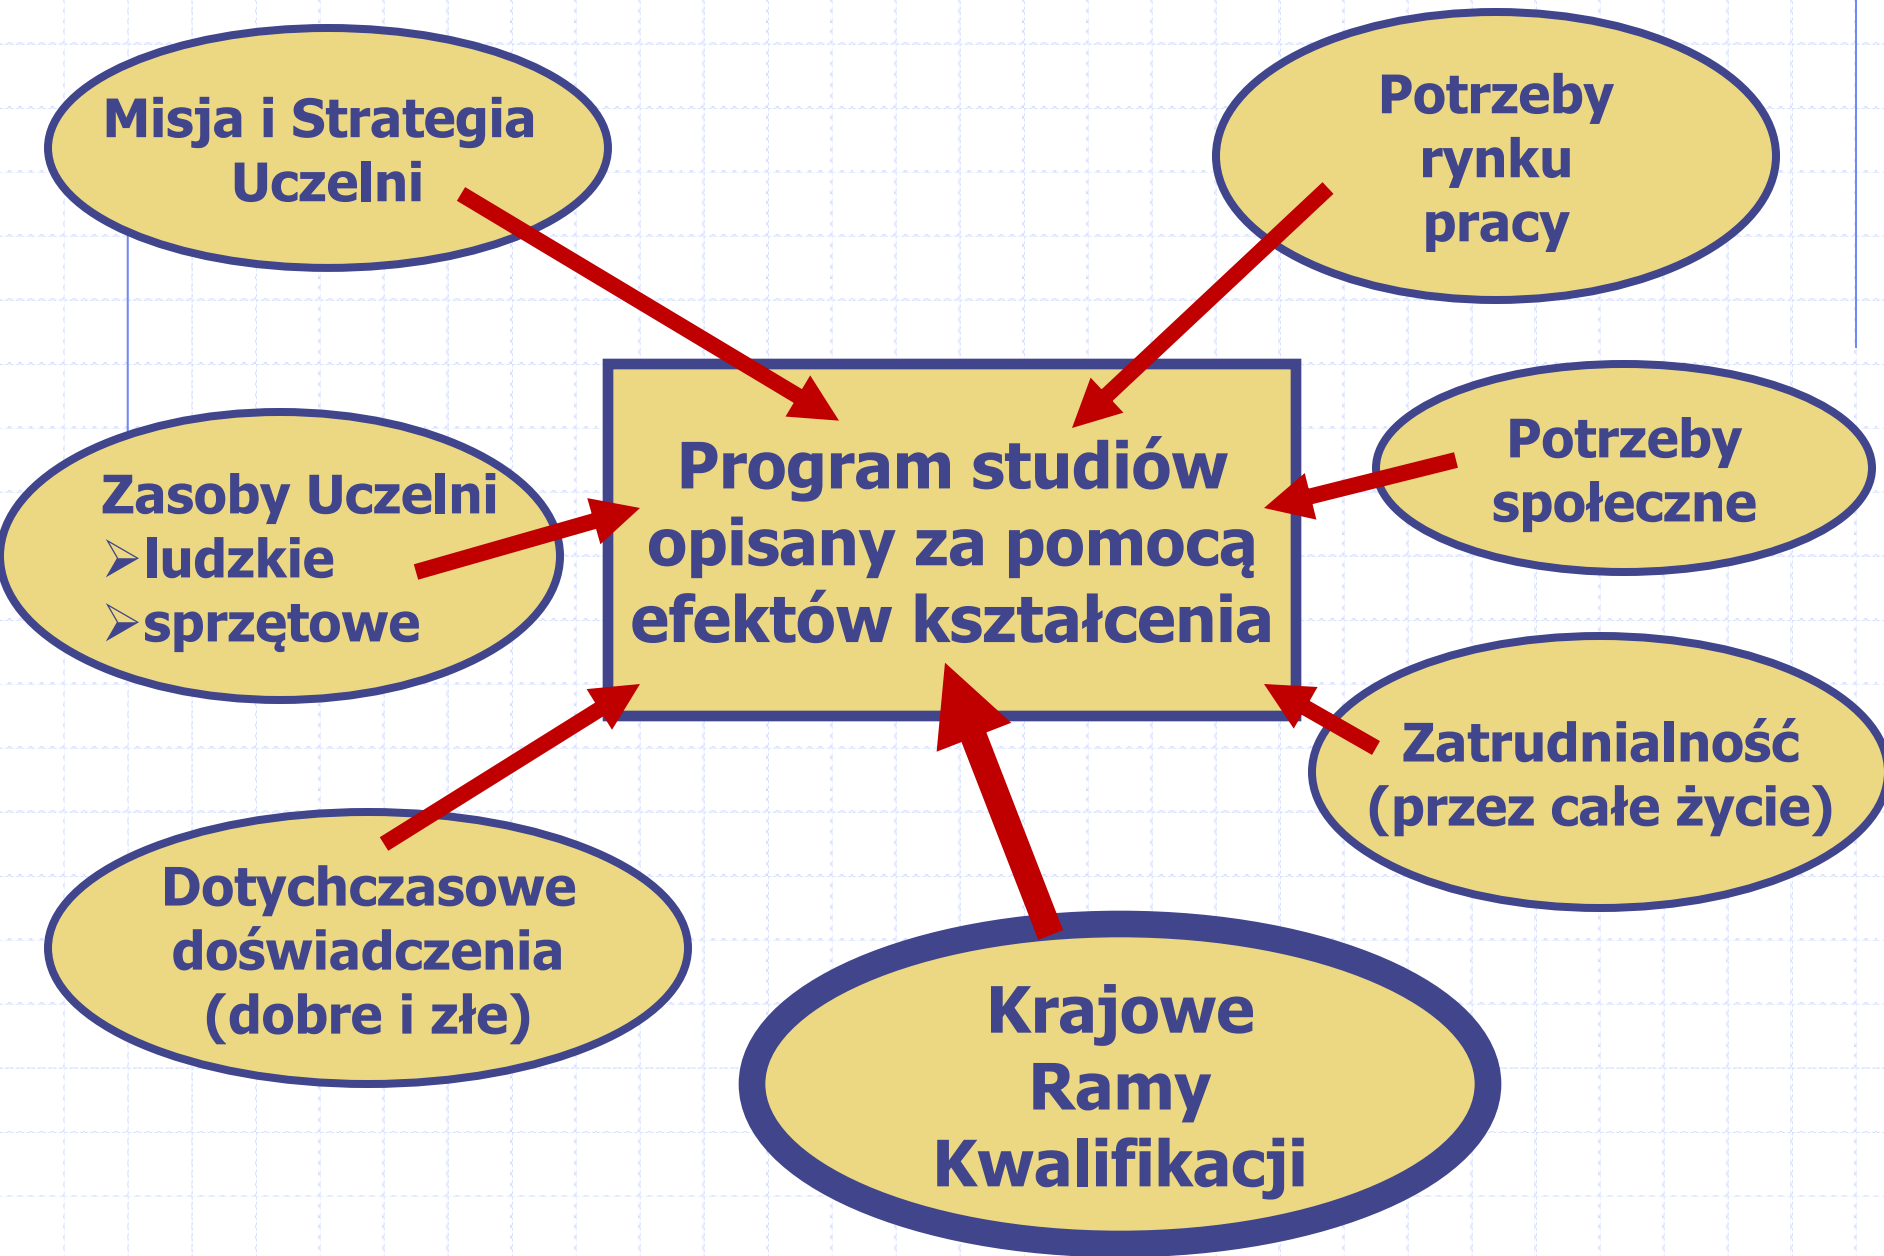 Misja i Strategia
Uczelni
Potrzeby
rynku
pracy
Zasoby Uczelni
➢ludzkie
➢sprzętowe
Program studiów
opisany za pomocą
efektów kształcenia
Potrzeby
społeczne
Zatrudnialność
(przez całe życie)
Dotychczasowe
doświadczenia
(dobre i złe)
Krajowe
Ramy
Kwalifikacji